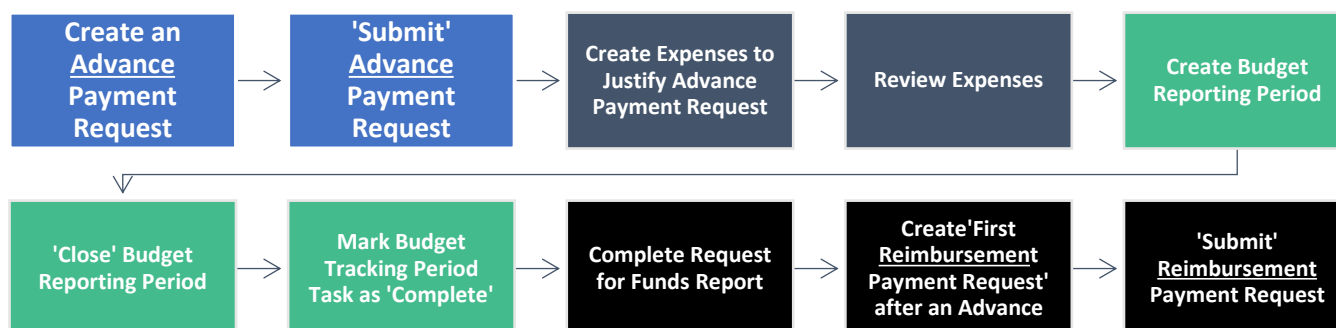 Create an
Advance
Payment
Request
'Submit'
Advance
Payment
Request
Create Expenses to
Justify Advance
Payment Request
Review Expenses
Create Budget
Reporting Period
'Close' Budget
Reporting Period
Mark Budget
Tracking Period
Task as 'Complete'
Complete Request
for Funds Report
Create'First
Reimbursement
Payment Request'
after an Advance
'Submit'
Reimbursement
Payment Request